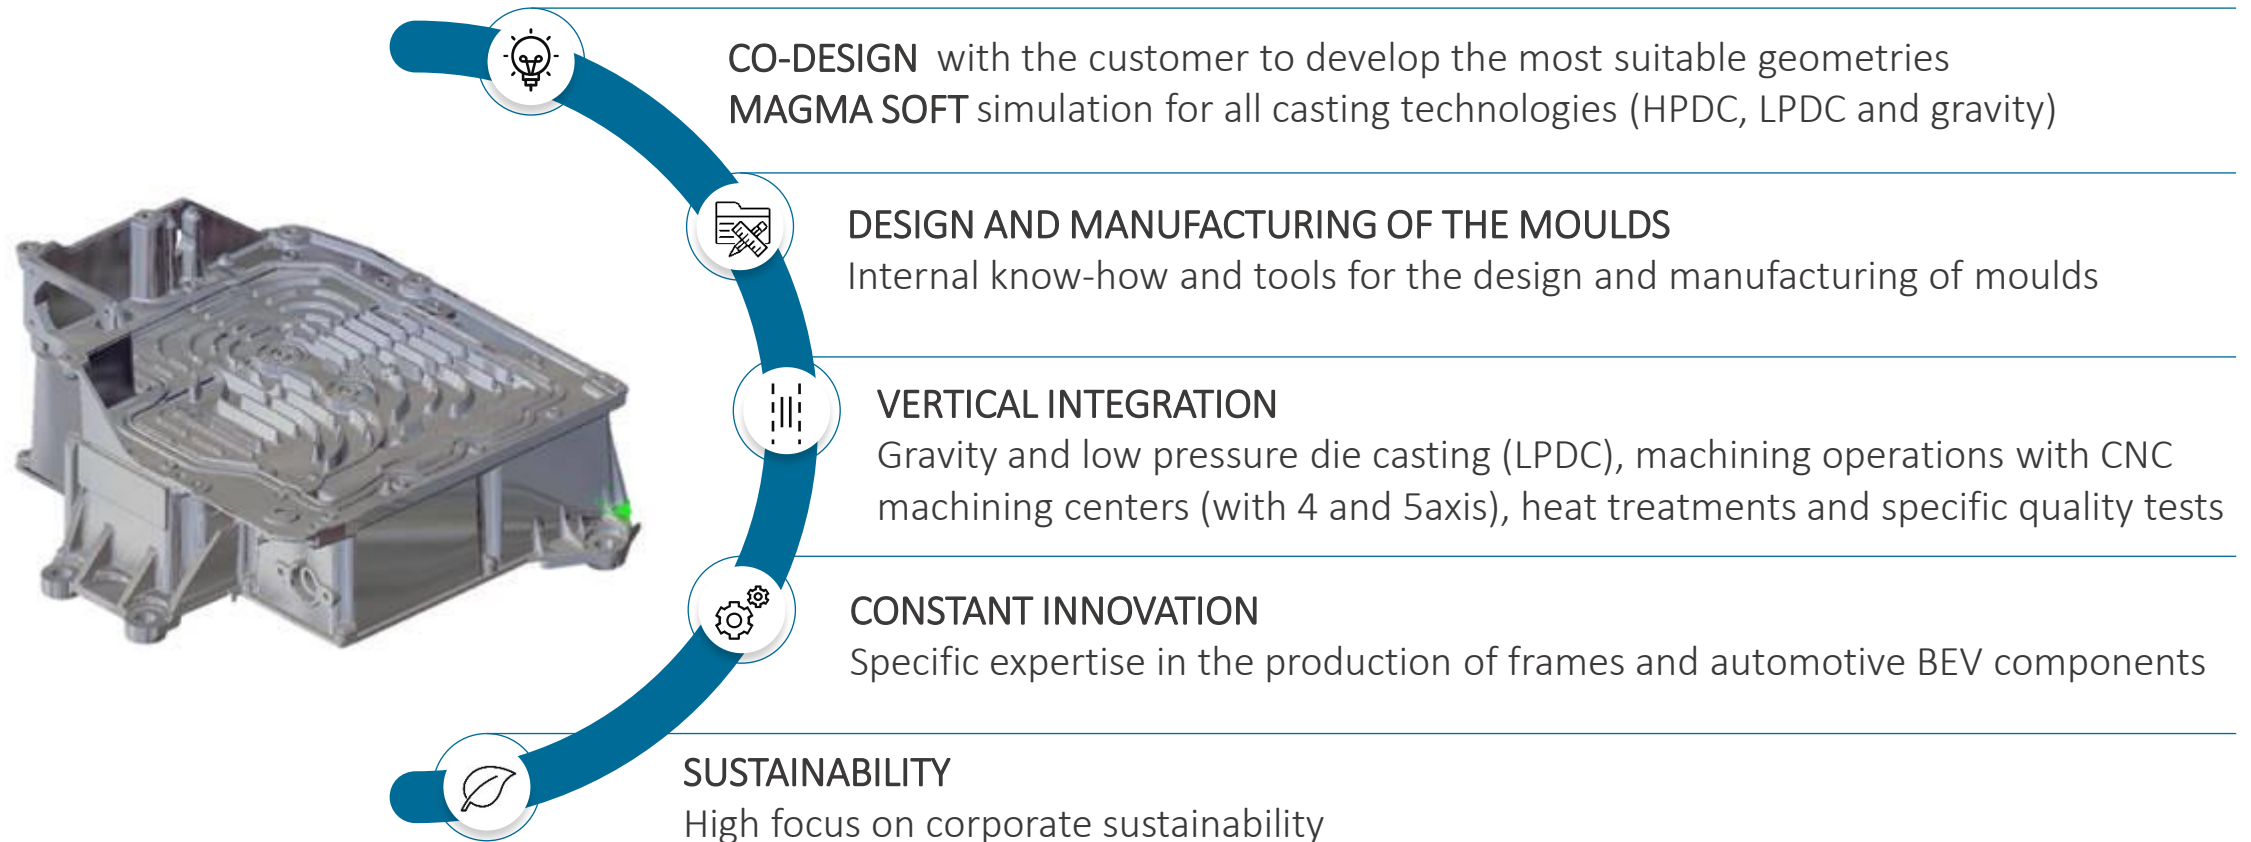 CO-DESIGN with the customer to develop the most suitable geometries
MAGMA SOFT simulation for all casting technologies (HPDC, LPDC and gravity)
DESIGN AND MANUFACTURING OF THE MOULDS
Internal know-how and tools for the design and manufacturing of moulds
VERTICAL INTEGRATION
Gravity and low pressure die casting (LPDC), machining operations with CNC
machining centers (with 4 and 5axis), heat treatments and specific quality tests
CONSTANT INNOVATION
Specific expertise in the production of frames and automotive BEV components
SUSTAINABILITY
High focus on corporate sustainability